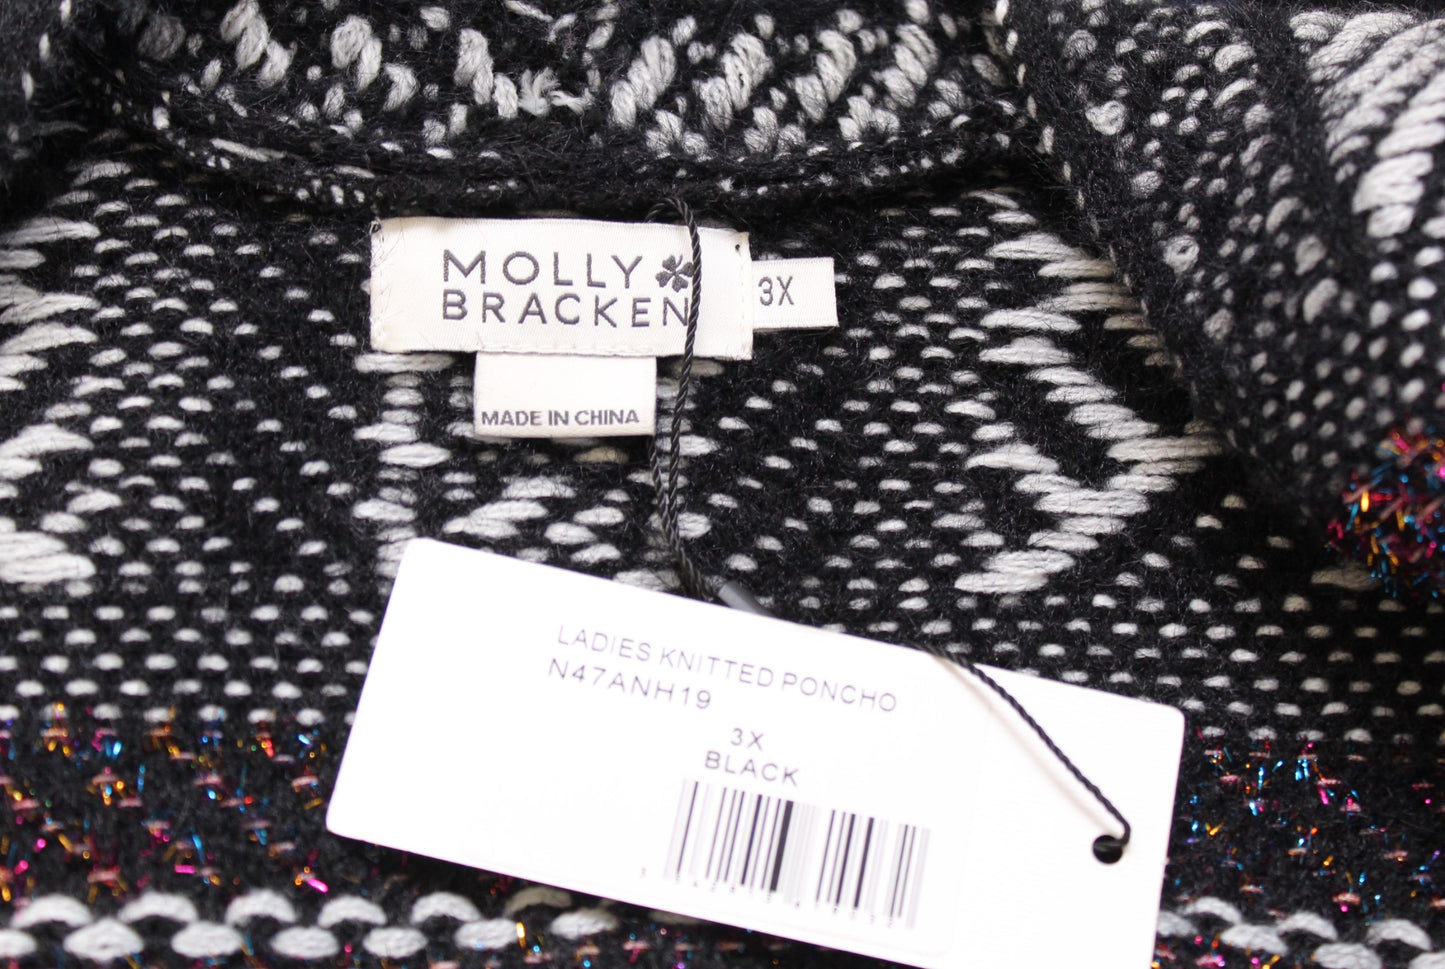 MOLLY
BRACKEN
3X
MADE IN CHINA
LADIES KNITTED PONCHO
N47ANH19
3X
BLACK